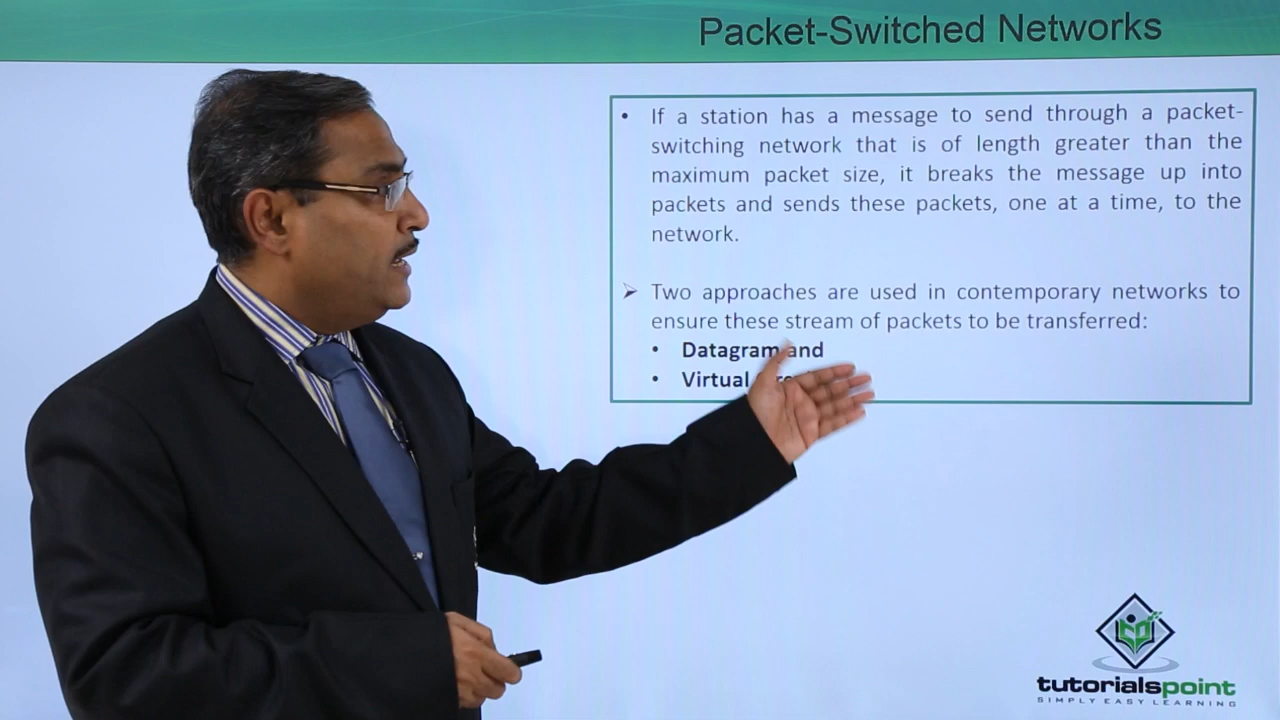 Packet-Switched Networks
• If a station has a message to send through a packet-
switching network that is of length greater than the
maximum packet size, it breaks the message up into
packets and sends these packets, one at a time, to the
network.
➢ Two approaches are used in contemporary networks to
ensure these stream of packets to be transferred:
• Datagram and
• Virtual
tutorialspoint
SIMPLY EASY LEARNING